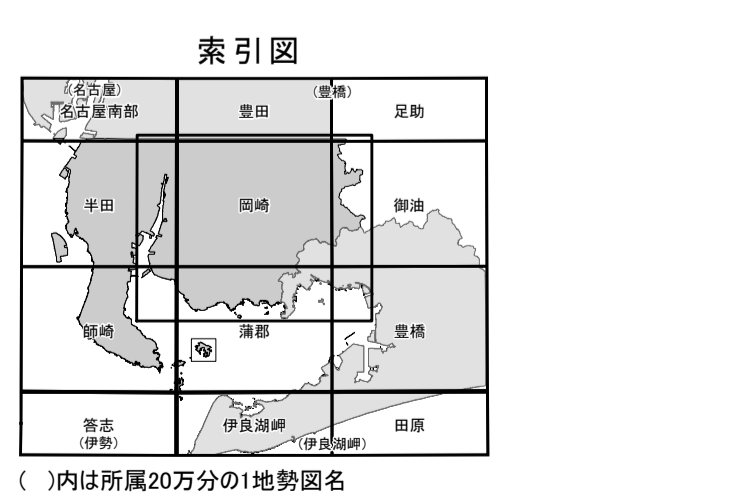 索引図
(名古屋)
名古屋南部
豊田
(豊橋)
足助
半田
岡崎
御油
師崎
蒲郡
豊橋
答志
(伊勢)
伊良湖岬
(伊良湖岬)
田原
(　)内は所属20万分の1地勢図名